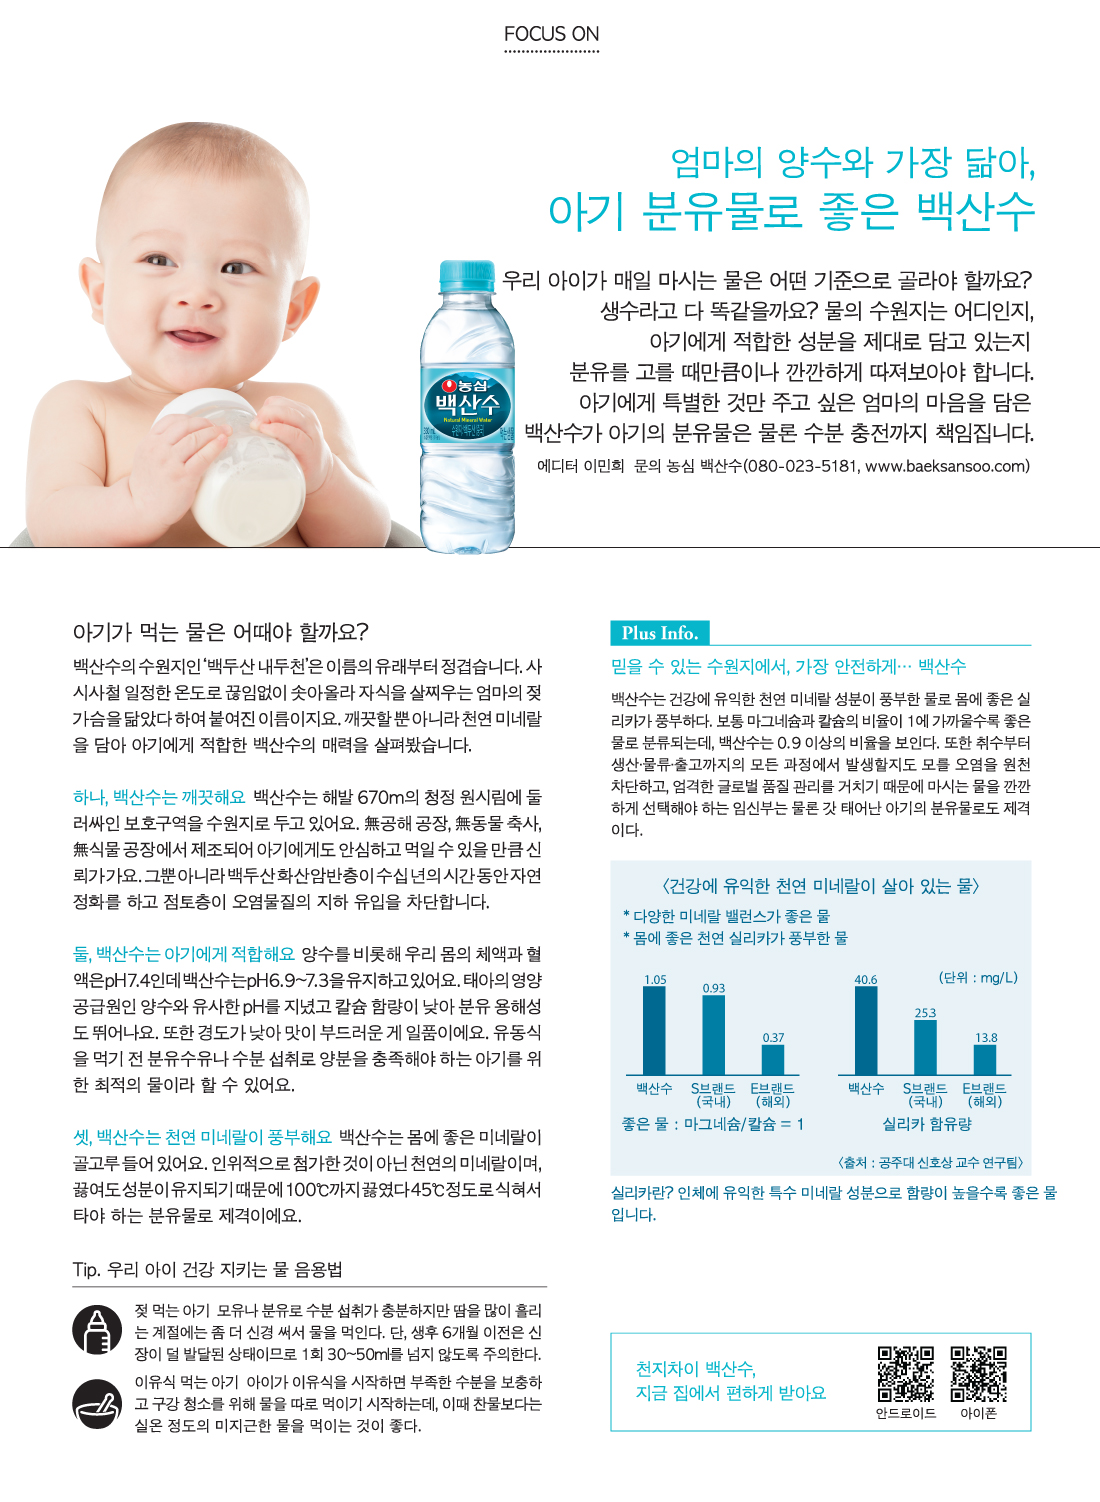 FOCUS ON
엄마의 양수와 가장 닮아,
아기 분유물로 좋은 백산수
우리 아이가 매일 마시는 물은 어떤 기준으로 골라야 할까요?
생수라고 다 똑같을까요? 물의 수원지는 어디인지,
아기에게 적합한 성분을 제대로 담고 있는지
분유를 고를 때만큼이나 깐깐하게 따져보아야 합니다.
아기에게 특별한 것만 주고 싶은 엄마의 마음을 담은
백산수가 아기의 분유물은 물론 수분 충전까지 책임집니다.
에디터 이민희 문의 농심 백산수(080-023-5181, www.baeksansoo.com)
농심
백산수
Natural Mineral Water
아기가 먹는 물은 어때야 할까요?
백산수의 수원지인 ‘백두산 내두천’은 이름의 유래부터 정겹습니다. 사
시사철 일정한 온도로 끊임없이 솟아올라 자식을 살찌우는 엄마의 젖
가슴을 닮았다 하여 붙여진 이름이지요. 깨끗할 뿐 아니라 천연 미네랄
을 담아 아기에게 적합한 백산수의 매력을 살펴봤습니다.
하나, 백산수는 깨끗해요 백산수는 해발 670m의 청정 원시림에 둘
러싸인 보호구역을 수원지로 두고 있어요. 無공해 공장, 無동물 축사,
無식물 공장에서 제조되어 아기에게도 안심하고 먹일 수 있을 만큼 신
뢰가 가요. 그뿐 아니라 백두산 화산암반층이 수십 년의 시간 동안 자연
정화를 하고 점토층이 오염물질의 지하 유입을 차단합니다.
둘, 백산수는 아기에게 적합해요 양수를 비롯해 우리 몸의 체액과 혈
액은 pH7.4인데 백산수는 pH6.9~7.3을 유지하고 있어요. 태아의 영양
공급원인 양수와 유사한 pH를 지녔고 칼슘 함량이 낮아 분유 용해성
도 뛰어나요. 또한 경도가 낮아 맛이 부드러운 게 일품이에요. 유동식
을 먹기 전 분유수유나 수분 섭취로 양분을 충족해야 하는 아기를 위
한 최적의 물이라 할 수 있어요.
셋, 백산수는 천연 미네랄이 풍부해요 백산수는 몸에 좋은 미네랄이
골고루 들어 있어요. 인위적으로 첨가한 것이 아닌 천연의 미네랄이며,
끓여도 성분이 유지되기 때문에 100℃까지 끓였다 45℃ 정도로 식혀서
타야 하는 분유물로 제격이에요.
Tip. 우리 아이 건강 지키는 물 음용법
젖 먹는 아기 모유나 분유로 수분 섭취가 충분하지만 땀을 많이 흘리
는 계절에는 좀 더 신경 써서 물을 먹인다. 단, 생후 6개월 이전은 신
장이 덜 발달된 상태이므로 1회 30~50ml를 넘지 않도록 주의한다.
이유식 먹는 아기 아이가 이유식을 시작하면 부족한 수분을 보충하
고 구강 청소를 위해 물을 따로 먹이기 시작하는데, 이때 찬물보다는
실온 정도의 미지근한 물을 먹이는 것이 좋다.
Plus Info.
믿을 수 있는 수원지에서, 가장 안전하게… 백산수
백산수는 건강에 유익한 천연 미네랄 성분이 풍부한 물로 몸에 좋은 실
리카가 풍부하다. 보통 마그네슘과 칼슘의 비율이 1에 가까울수록 좋은
물로 분류되는데, 백산수는 0.9 이상의 비율을 보인다. 또한 취수부터
생산·물류·출고까지의 모든 과정에서 발생할지도 모를 오염을 원천
차단하고, 엄격한 글로벌 품질 관리를 거치기 때문에 마시는 물을 깐깐
하게 선택해야 하는 임신부는 물론 갓 태어난 아기의 분유물로도 제격
이다.
〈건강에 유익한 천연 미네랄이 살아 있는 물〉
* 다양한 미네랄 밸런스가 좋은 물
* 몸에 좋은 천연 실리카가 풍부한 물
1.05 0.93 0.37
백산수 S브랜드 (국내) E브랜드 (해외)
좋은 물 : 마그네슘/칼슘 = 1
(단위 : mg/L)
40.6 25.3 13.8
백산수 S브랜드 (국내) E브랜드 (해외)
실리카 함유량
〈출처 : 공주대 신호상 교수 연구팀〉
실리카란? 인체에 유익한 특수 미네랄 성분으로 함량이 높을수록 좋은 물
입니다.
천지차이 백산수,
지금 집에서 편하게 받아요
안드로이드 아이폰